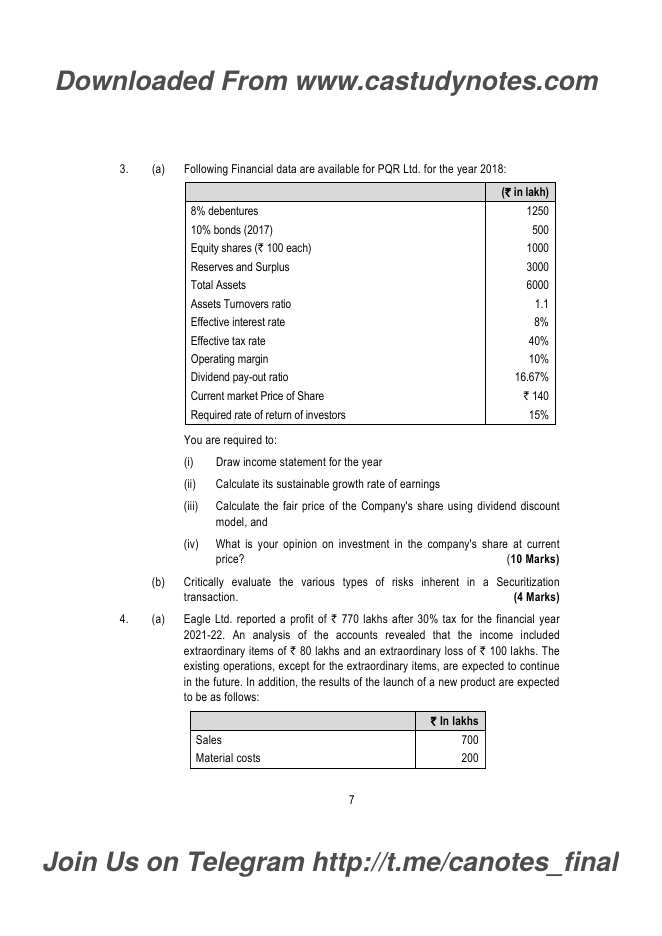 Downloaded From www.castudynotes.com
3. (a) Following Financial data are available for PQR Ltd. for the year 2018:
(₹ in lakh)
8% debentures 1250
10% bonds (2017) 500
Equity shares (₹ 100 each) 1000
Reserves and Surplus 3000
Total Assets 6000
Assets Turnovers ratio 1.1
Effective interest rate 8%
Effective tax rate 40%
Operating margin 10%
Dividend pay-out ratio 16.67%
Current market Price of Share ₹ 140
Required rate of return of investors 15%
You are required to:
(i) Draw income statement for the year
(ii) Calculate its sustainable growth rate of earnings
(iii) Calculate the fair price of the Company's share using dividend discount
model, and
(iv) What is your opinion on investment in the company's share at current
price? (10 Marks)
(b) Critically evaluate the various types of risks inherent in a Securitization
transaction. (4 Marks)
4. (a) Eagle Ltd. reported a profit of ₹ 770 lakhs after 30% tax for the financial year
2021-22. An analysis of the accounts revealed that the income included
extraordinary items of ₹ 80 lakhs and an extraordinary loss of ₹ 100 lakhs. The
existing operations, except for the extraordinary items, are expected to continue
in the future. In addition, the results of the launch of a new product are expected
to be as follows:
₹ In lakhs
Sales 700
Material costs 200
7
Join Us on Telegram http://t.me/canotes_final